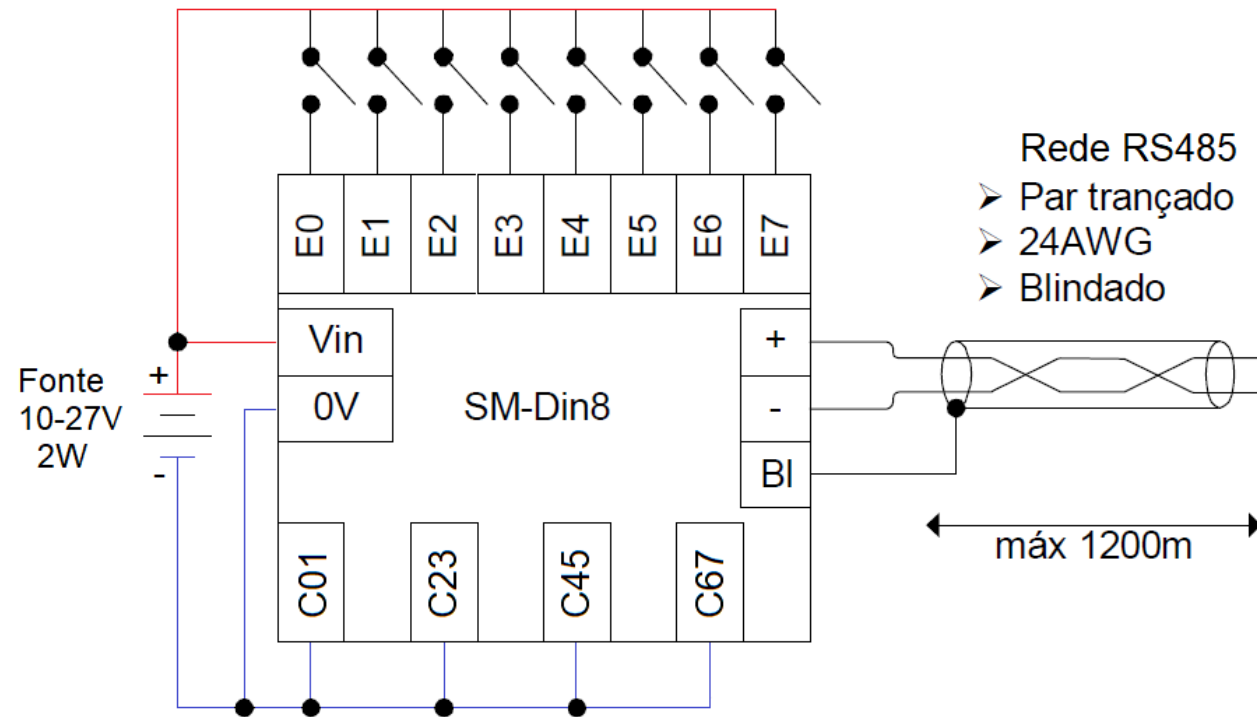 E0
E1
E2
E3
E4
E5
E6
E7
Rede RS485
➢ Par trançado
➢ 24AWG
➢ Blindado
Vin
0V
SM-Din8
+
-
Bl
Fonte
10-27V
2W
+
-
C01
C23
C45
C67
máx 1200m